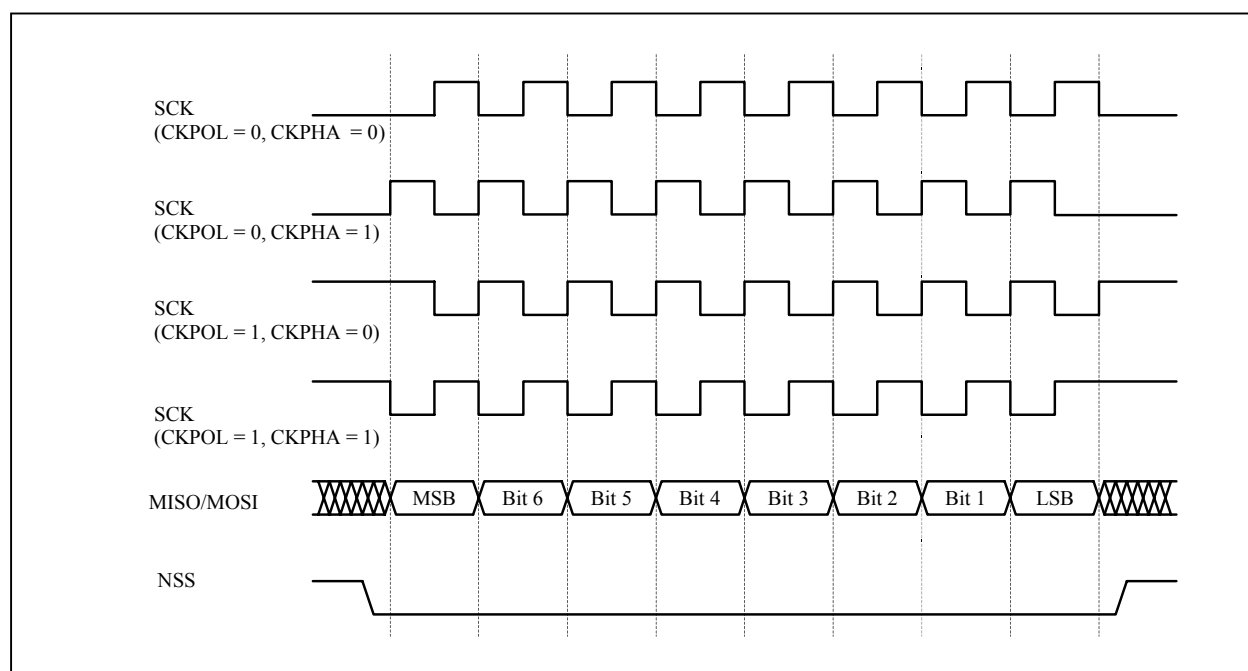 SCK
(CKPOL = 0, CKPHA  = 0)
SCK
(CKPOL = 0, CKPHA = 1)
SCK
(CKPOL = 1, CKPHA = 0)
SCK
(CKPOL = 1, CKPHA = 1)
MISO/MOSI MSB Bit 6 Bit 5 Bit 4 Bit 3 Bit 2 Bit 1 LSB
NSS